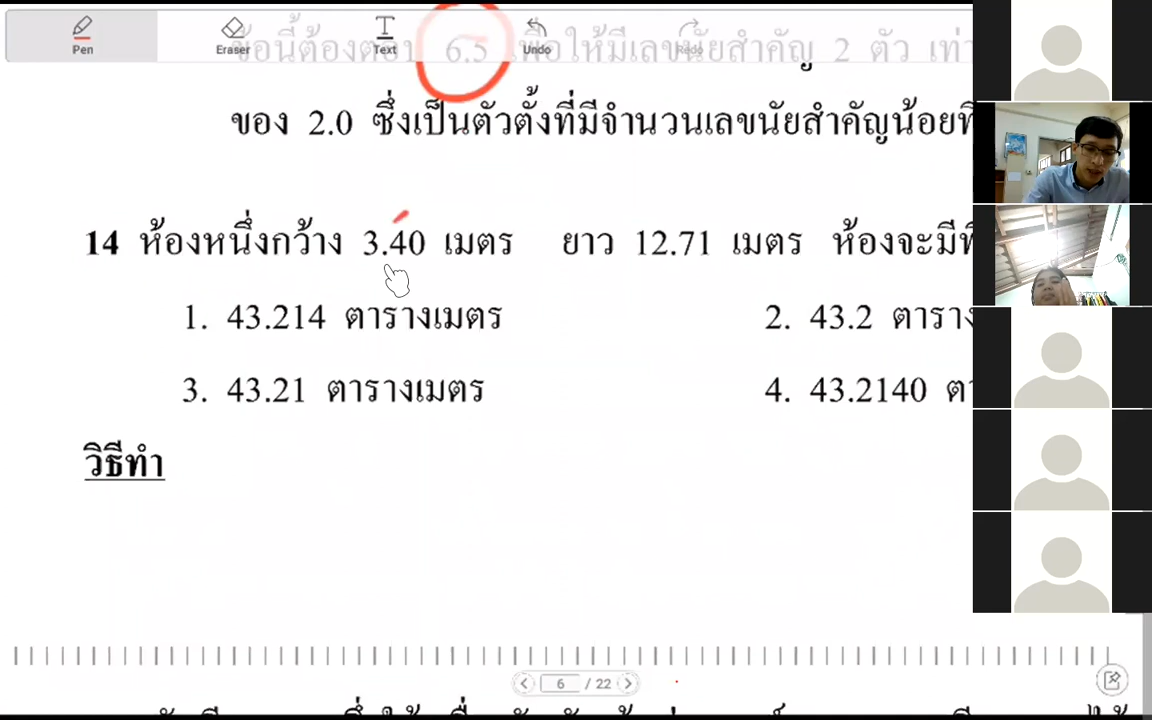 Pen Eraser Text Undo Redo
ข้อนี้ต้องตอบ 6.5 เพื่อให้มีเลขนัยสำคัญ 2 ตัว
ของ 2.0 ซึ่งเป็นตัวตั้งที่มีจำนวนเลขนัยสำคัญน้อย
14 ห้องหนึ่งกว้าง 3.40 เมตร ยาว 12.71 เมตร ห้องจะมี
1. 43.214 ตารางเมตร 2. 43.2 ตาราง
3. 43.21 ตารางเมตร 4. 43.2140
วิธีทำ
6 / 22